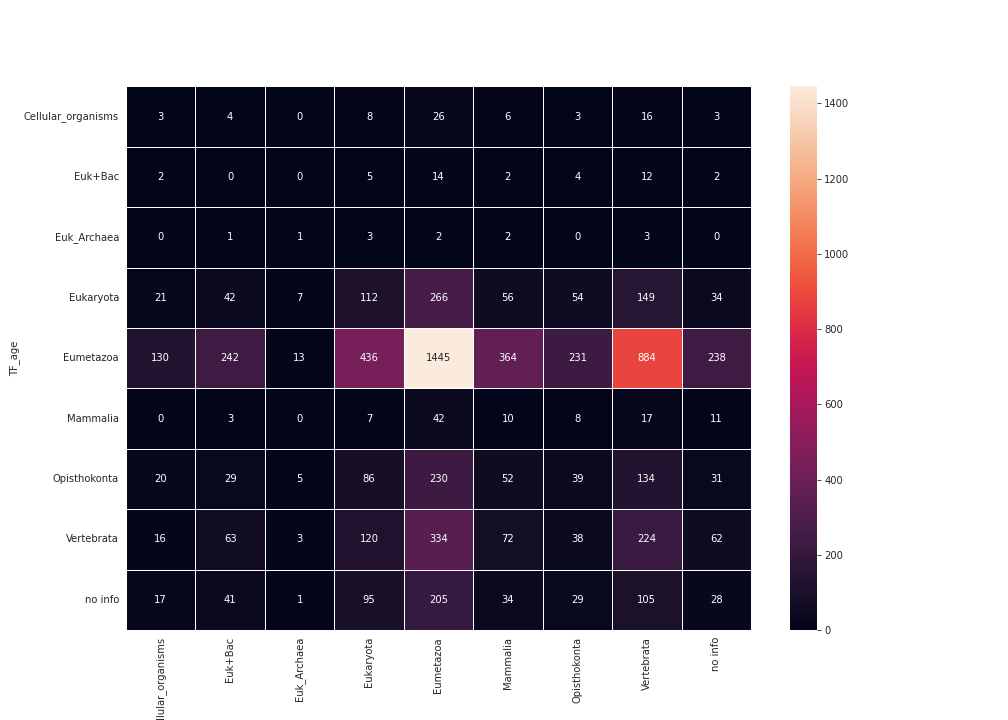 Cellular_organisms 3 4 0 8 26 6 3 16 3
Euk+Bac 2 0 0 5 14 2 4 12 2
Euk_Archaea 0 1 1 3 2 2 0 3 0
Eukaryota 21 42 7 112 266 56 54 149 34
Eumetazoa 130 242 13 436 1445 364 231 884 238
Mammalia 0 3 0 7 42 10 8 17 11
Opisthokonta 20 29 5 86 230 52 39 134 31
Vertebrata 16 63 3 120 334 72 38 224 62
no info 17 41 1 95 205 34 29 105 28
TF_age
llular_organisms
Euk+Bac
Euk_Archaea
Eukaryota
Eumetazoa
Mammalia
Opisthokonta
Vertebrata
no info
1400
1200
1000
800
600
400
200
0